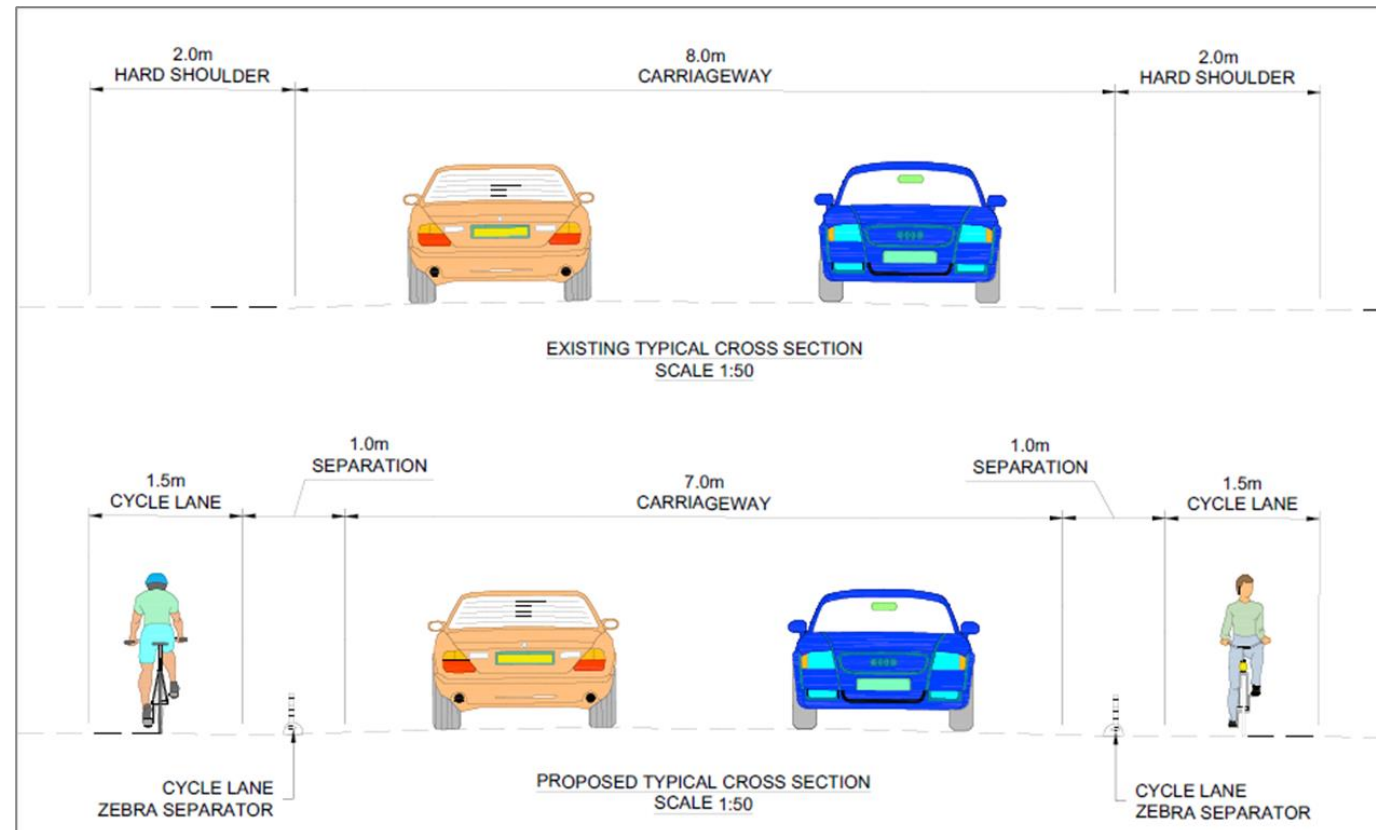 2.0m
HARD SHOULDER
8.0m
CARRIAGEWAY
2.0m
HARD SHOULDER
EXISTING TYPICAL CROSS SECTION
SCALE 1:50
1.5m
CYCLE LANE
1.0m
SEPARATION
7.0m
CARRIAGEWAY
1.0m
SEPARATION
1.5m
CYCLE LANE
CYCLE LANE
ZEBRA SEPARATOR
PROPOSED TYPICAL CROSS SECTION
SCALE 1:50
CYCLE LANE
ZEBRA SEPARATOR